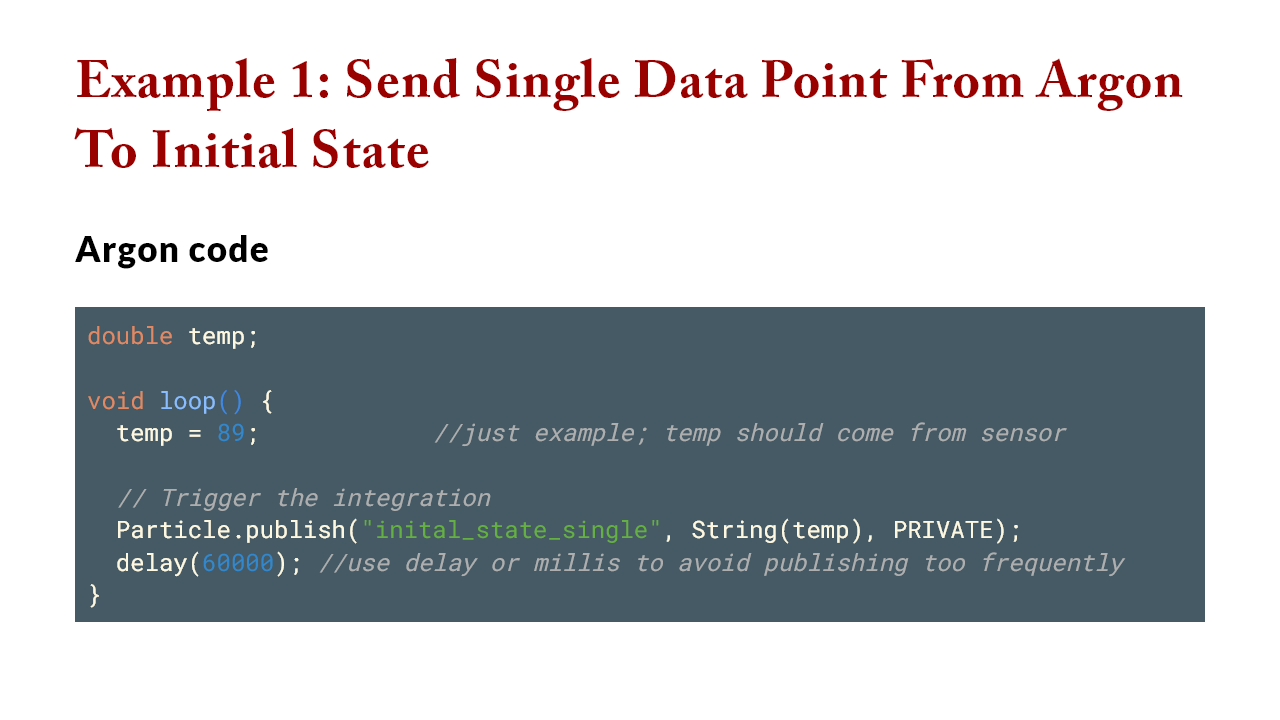 Example 1: Send Single Data Point From Argon
To Initial State
Argon code
double temp;
void loop() {
  temp = 89;            //just example; temp should come from sensor
  // Trigger the integration
  Particle.publish("inital_state_single", String(temp), PRIVATE);
  delay(60000); //use delay or millis to avoid publishing too frequently
}